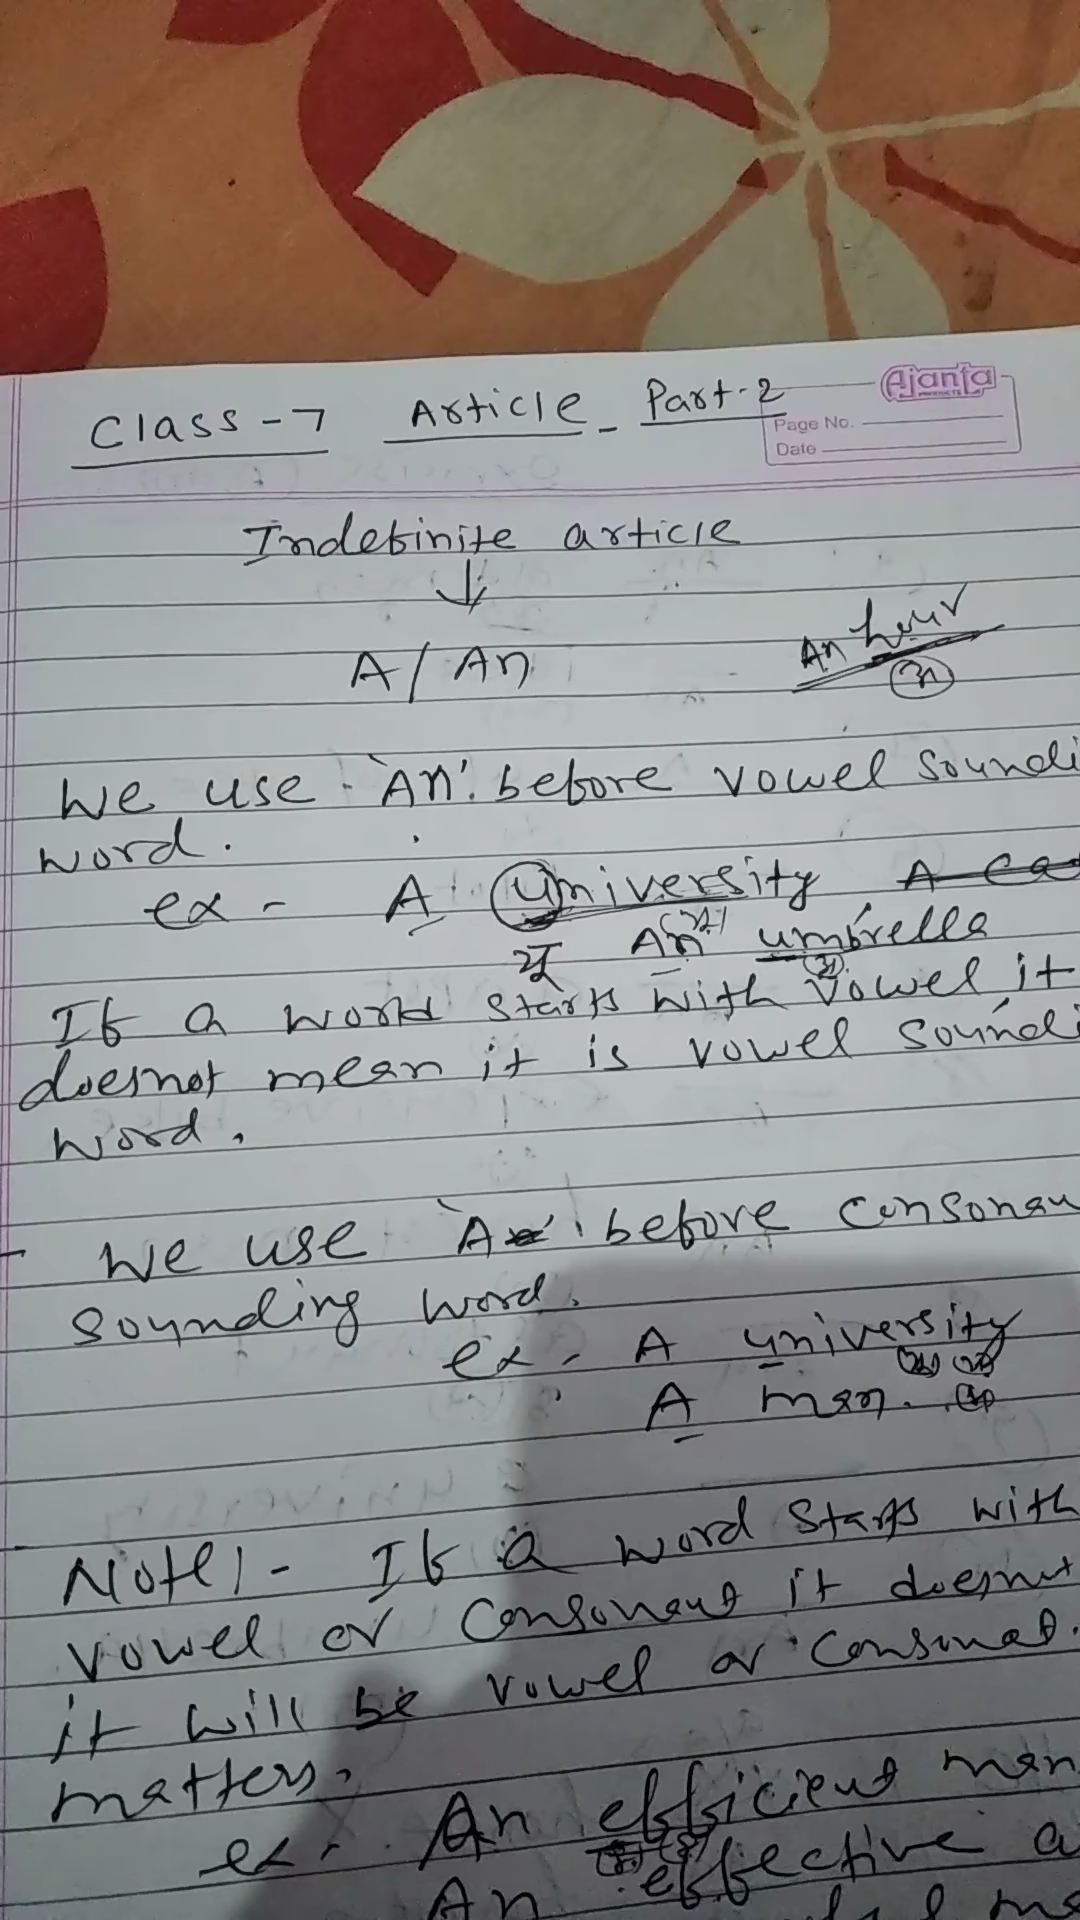 Class-7 Article - Part-2
Ajanta
Page No.
Date
Indefinite article
↓
A/An
An hour
अ
We use 'An' before vowel soundi
word.
ex - A University
यू An umbrella
If a word starts with vowel it
doesnot mean it is vowel soundi
word.
- We use 'A' before consonan
sounding word.
ex - A university
A man.
Note:- If a word starts with
vowel or consonant it doesnot
it will be vowel or consonat.
matters.
ex - An efficient man
An effective a